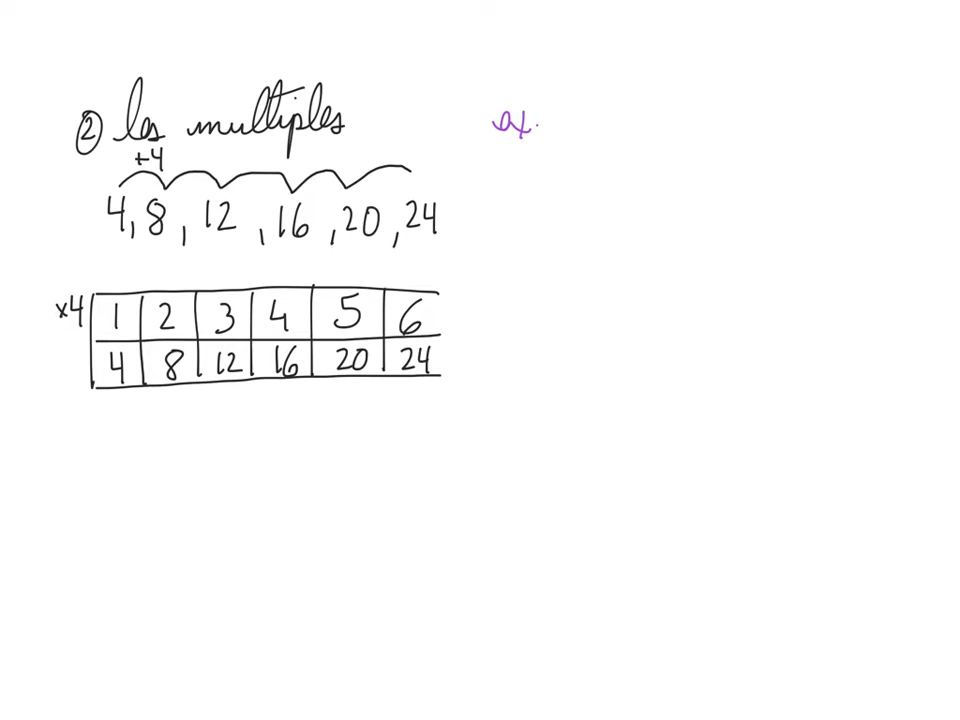 ② les multiples
+4
4, 8, 12, 16, 20, 24
x4
1 2 3 4 5 6
4 8 12 16 20 24
ex.